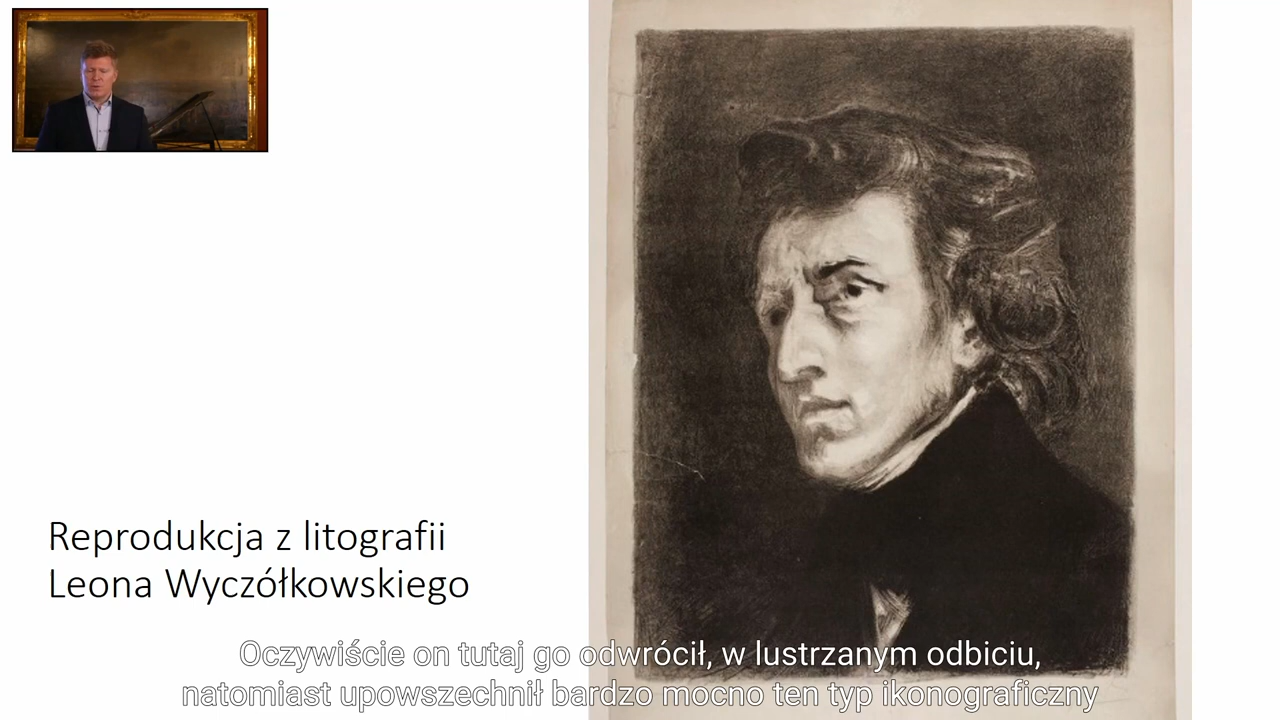 Reprodukcja z litografii
Leona Wyczółkowskiego
Oczywiście on tutaj go odwrócił, w lustrzanym odbiciu,
natomiast upowszechnił bardzo mocno ten typ ikonograficzny